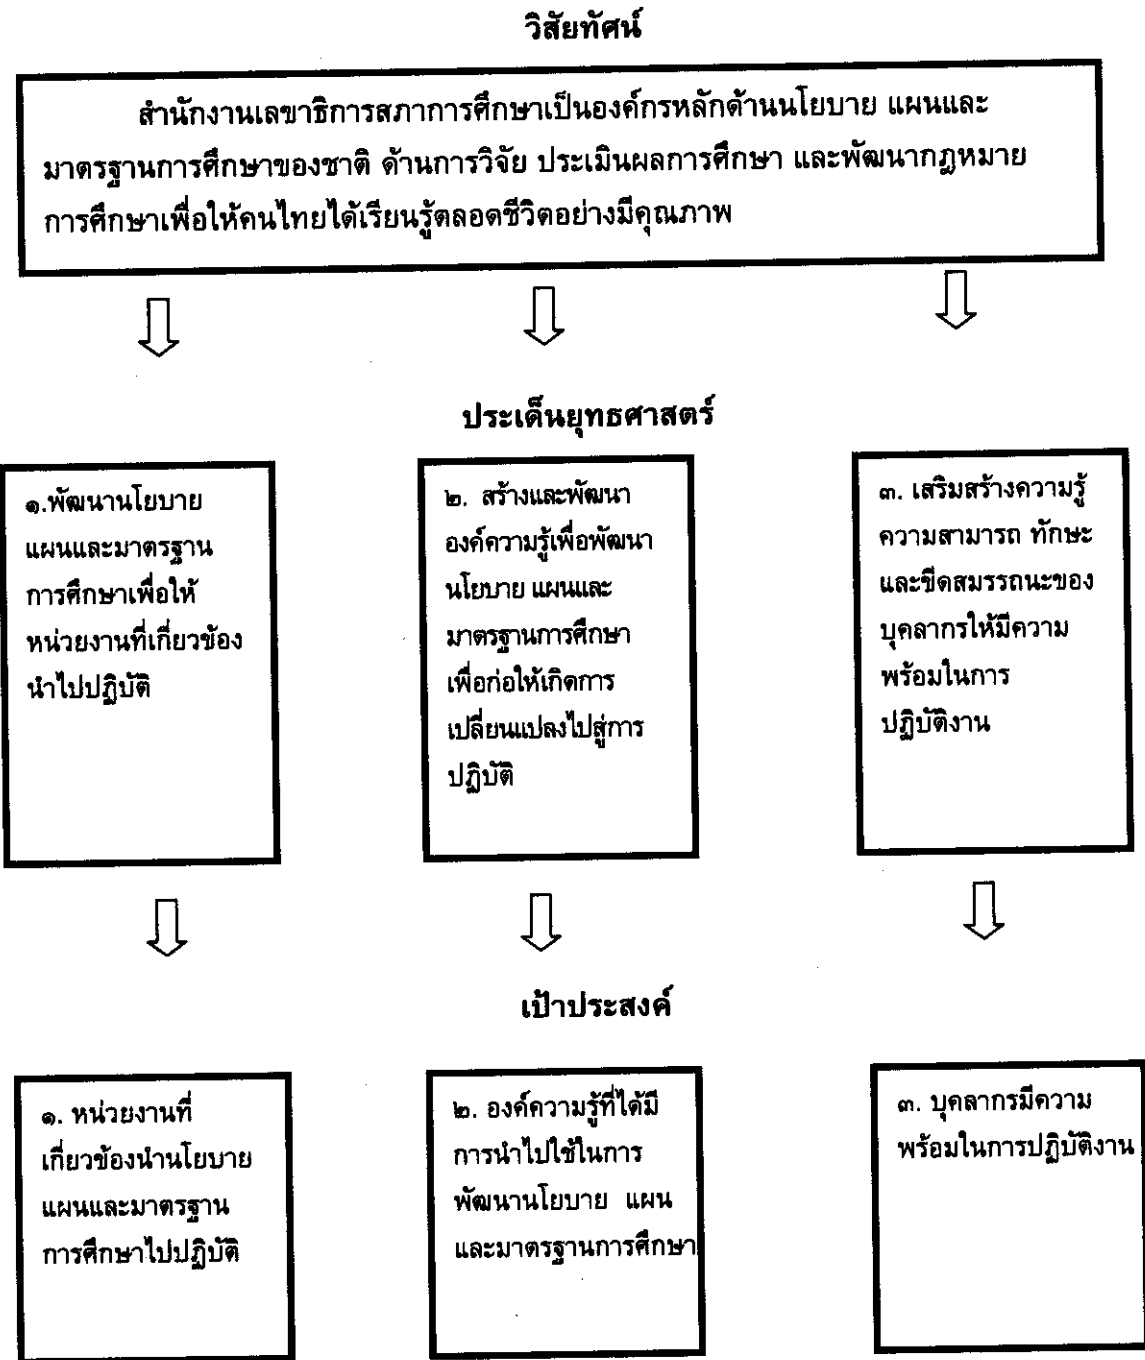 วิสัยทัศน์
สำนักงานเลขาธิการสภาการศึกษาเป็นองค์กรหลักด้านนโยบาย แผนและ
มาตรฐานการศึกษาของชาติ ด้านการวิจัย ประเมินผลการศึกษา และพัฒนากฎหมาย
การศึกษาเพื่อให้คนไทยได้เรียนรู้ตลอดชีวิตอย่างมีคุณภาพ
ประเด็นยุทธศาสตร์
๑.พัฒนานโยบาย
แผนและมาตรฐาน
การศึกษาเพื่อให้
หน่วยงานที่เกี่ยวข้อง
นำไปปฏิบัติ
๒. สร้างและพัฒนา
องค์ความรู้เพื่อพัฒนา
นโยบาย แผนและ
มาตรฐานการศึกษา
เพื่อก่อให้เกิดการ
เปลี่ยนแปลงไปสู่การ
ปฏิบัติ
๓. เสริมสร้างความรู้
ความสามารถ ทักษะ
และขีดสมรรถนะของ
บุคลากรให้มีความ
พร้อมในการ
ปฏิบัติงาน
เป้าประสงค์
๑. หน่วยงานที่
เกี่ยวข้องนำนโยบาย
แผนและมาตรฐาน
การศึกษาไปปฏิบัติ
๒. องค์ความรู้ที่ได้มี
การนำไปใช้ในการ
พัฒนานโยบาย แผน
และมาตรฐานการศึกษา
๓. บุคลากรมีความ
พร้อมในการปฏิบัติงาน